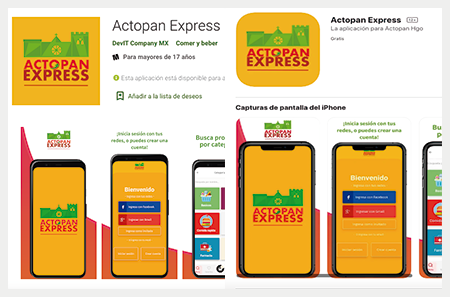 ACTOPAN
EXPRESS
Actopan Express
DevIT Company MX Comer y beber
Para mayores de 17 años
Esta aplicación está disponible para
Añadir a la lista de deseos
ACTOPAN
EXPRESS
¡Inicia sesión con tus
redes, o puedes crear una
cuenta!
Bienvenido
Ingresa con Facebook
Ingresa con Gmail
Busca pro
por categ
ACTOPAN
EXPRESS
Actopan Express
La aplicación para Actopan Hgo
Gratis
Capturas de pantalla del iPhone
ACTOPAN
EXPRESS
¡Inicia sesión con tus
redes, o puedes crear una
cuenta!
Bienvenido
Ingresa con Facebook
Ingresa con Gmail